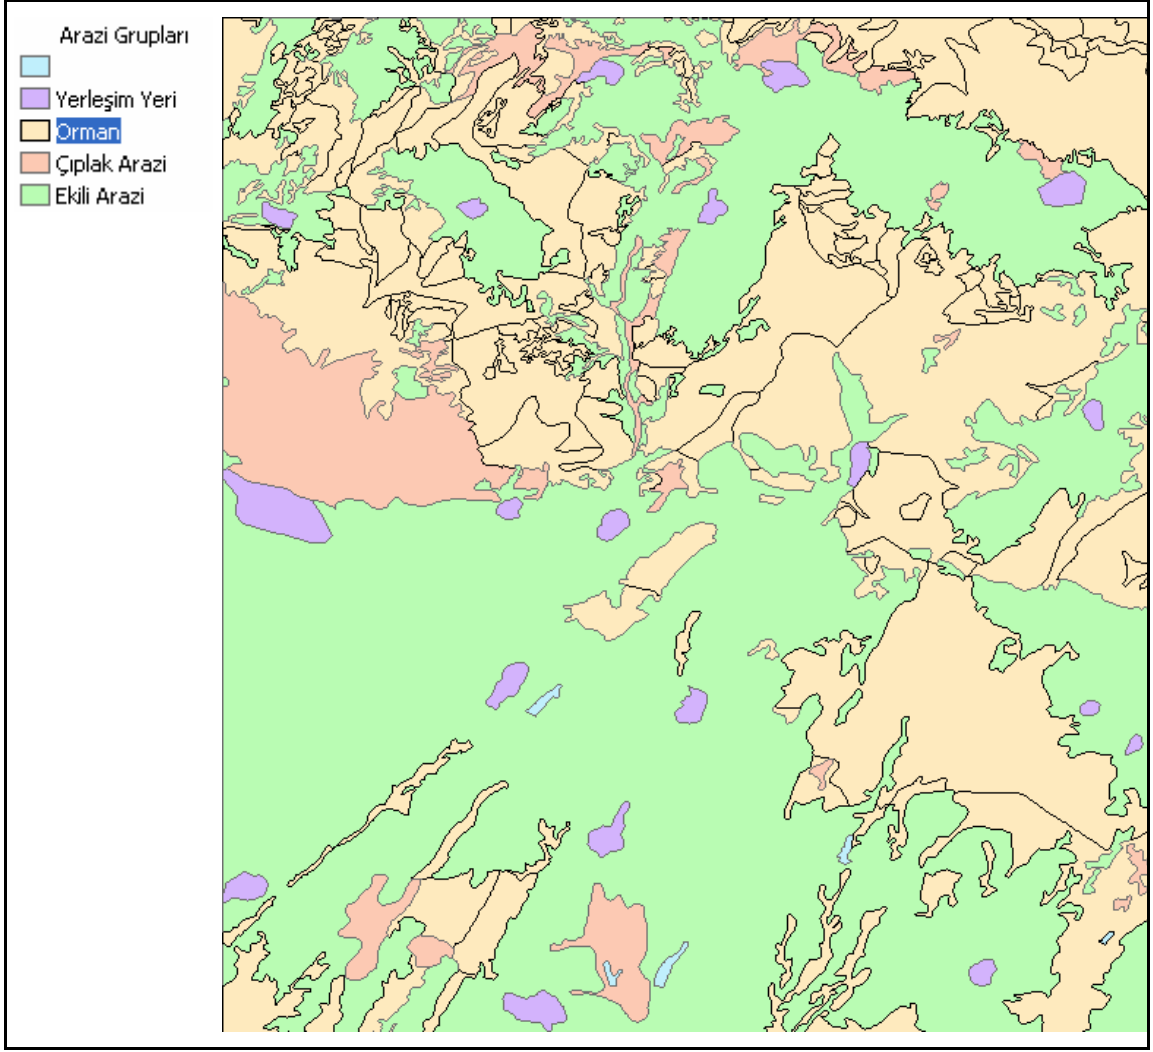 Arazi Grupları
Yerleşim Yeri
Orman
Çıplak Arazi
Ekili Arazi